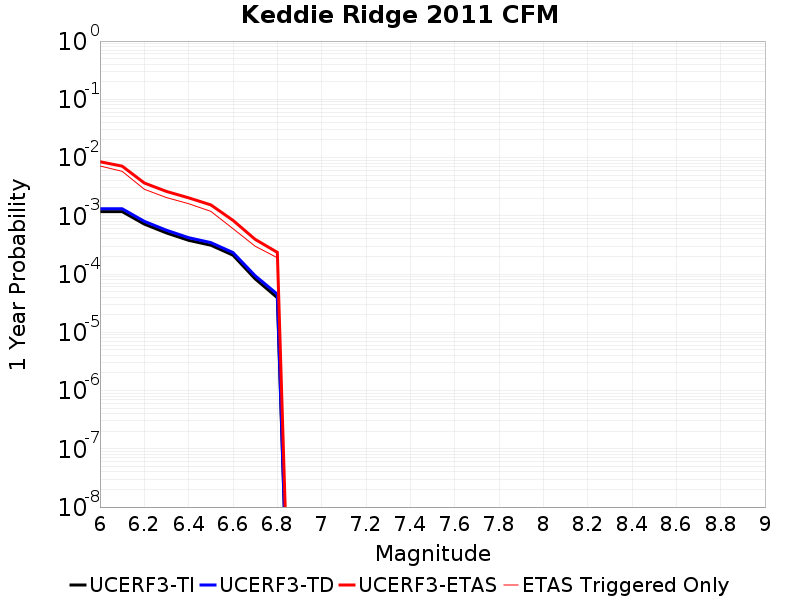 Keddie Ridge 2011 CFM
1 Year Probability
10^0
10^-1
10^-2
10^-3
10^-4
10^-5
10^-6
10^-7
10^-8
6 6.2 6.4 6.6 6.8 7 7.2 7.4 7.6 7.8 8 8.2 8.4 8.6 8.8 9
Magnitude
UCERF3-TI UCERF3-TD UCERF3-ETAS ETAS Triggered Only